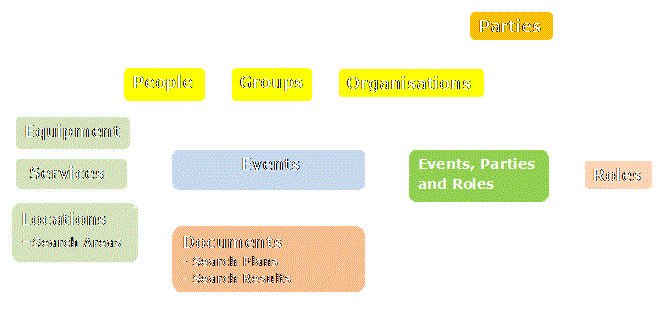 Parties
People
Groups
Organisations
Equipment
Services
Events
Events, Parties
and Roles
Roles
Locations
- Search Areas
Documents
- Search Plans
- Search Results